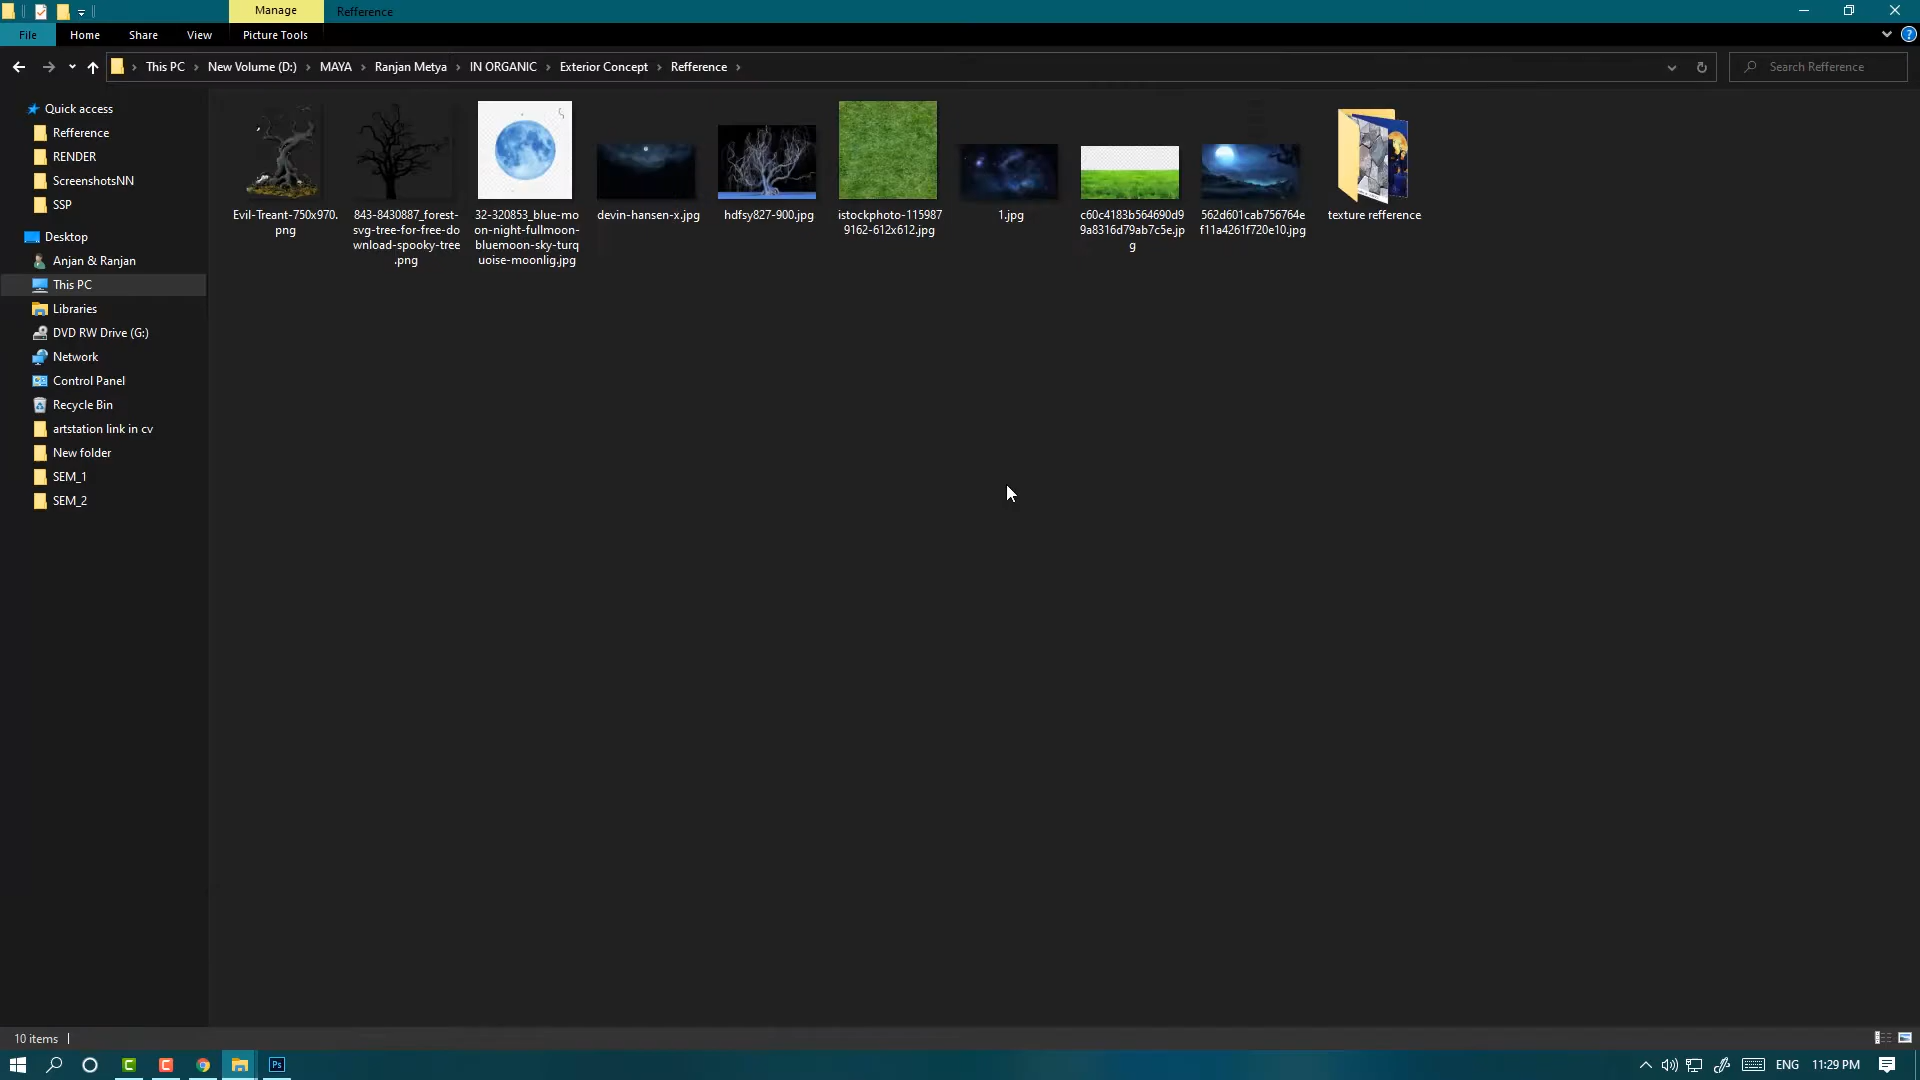 Manage
Refference
File
Home
Share
View
Picture Tools
This PC
New Volume (D:)
MAYA
Ranjan Metya
IN ORGANIC
Exterior Concept
Refference
Search Refference
Quick access
Refference
RENDER
ScreenshotsNN
SSP
Desktop
Anjan & Ranjan
This PC
Libraries
DVD RW Drive (G:)
Network
Control Panel
Recycle Bin
artstation link in cv
New folder
SEM_1
SEM_2
Evil-Treant-750x970.
png
843-8430887_forest-
svg-tree-for-free-do
wnload-spooky-tree
.png
32-320853_blue-mo
on-night-fullmoon-
bluemoon-sky-turq
uoise-moonlig.jpg
devin-hansen-x.jpg
hdfsy827-900.jpg
istockphoto-115987
9162-612x612.jpg
1.jpg
c60c4183b564690d9
9a8316d79ab7c5e.jp
g
562d601cab756764e
f11a4261f720e10.jpg
texture refference
10 items
Ps
ENG
11:29 PM